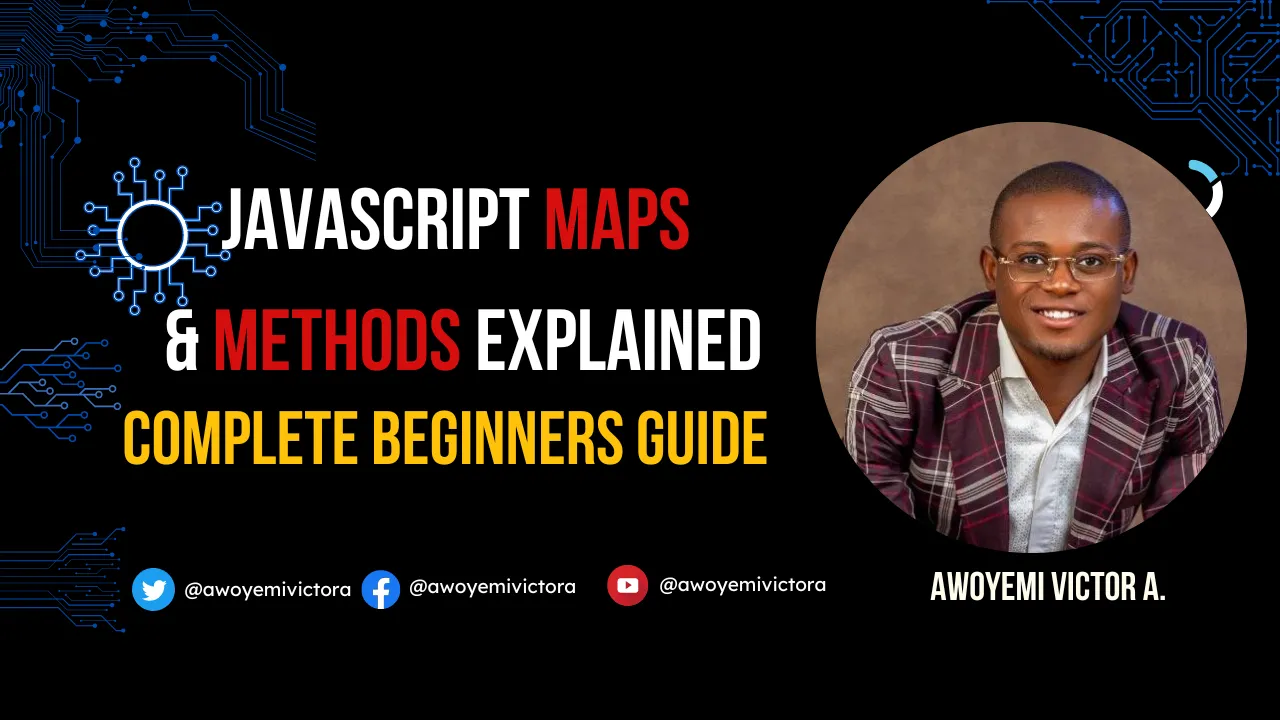 JAVASCRIPT MAPS
& METHODS EXPLAINED
COMPLETE BEGINNERS GUIDE
@awoyemivictora @awoyemivictora @awoyemivictora
AWOYEMI VICTOR A.